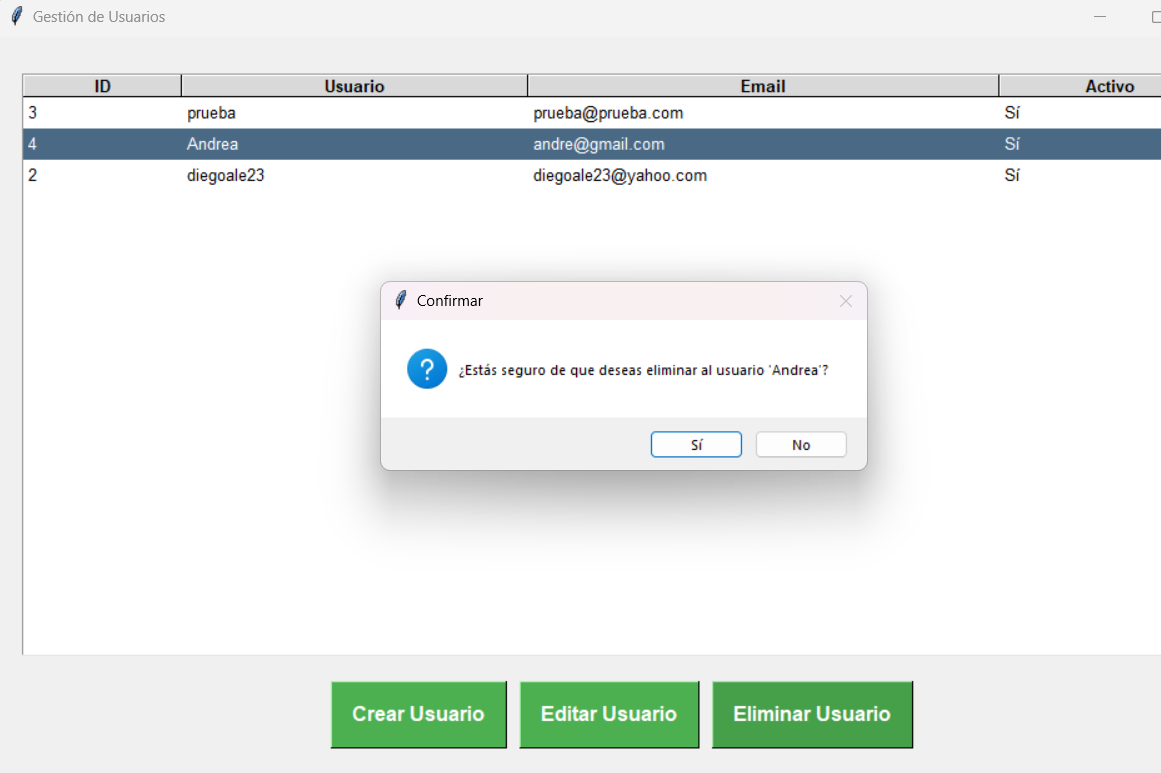 Gestión de Usuarios
ID Usuario Email Activo
3 prueba prueba@prueba.com Sí
4 Andrea andre@gmail.com Sí
2 diegoale23 diegoale23@yahoo.com Sí
Confirmar
¿Estás seguro de que deseas eliminar al usuario 'Andrea'?
Sí No
Crear Usuario Editar Usuario Eliminar Usuario